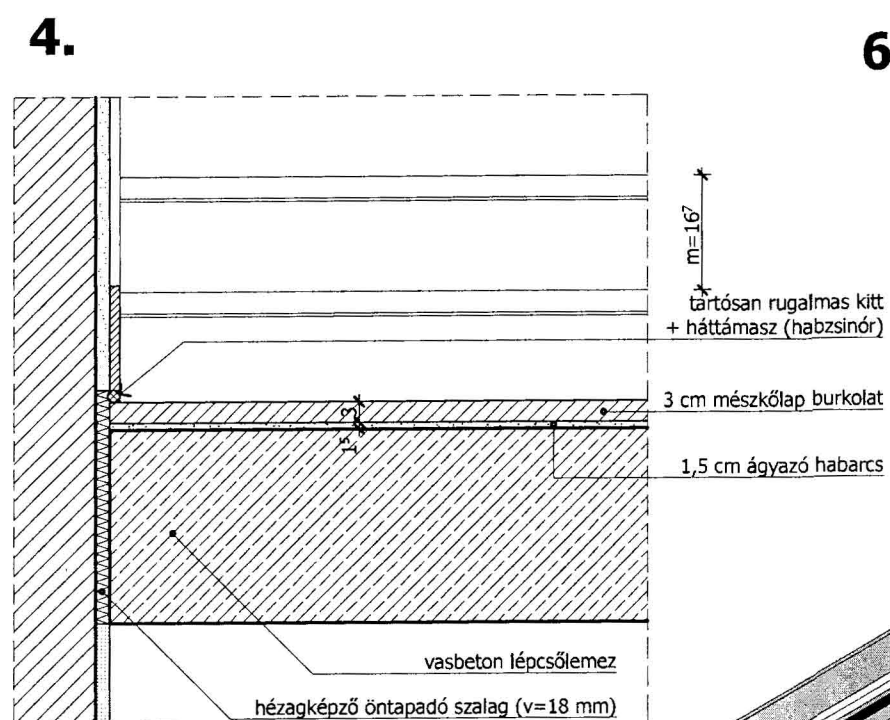 4.
6
m=16⁷
tartósan rugalmas kitt
+ háttámasz (habzsinór)
3 cm mészkőlap burkolat
3
1⁵
1,5 cm ágyazó habarcs
vasbeton lépcsőlemez
hézagképző öntapadó szalag (v=18 mm)